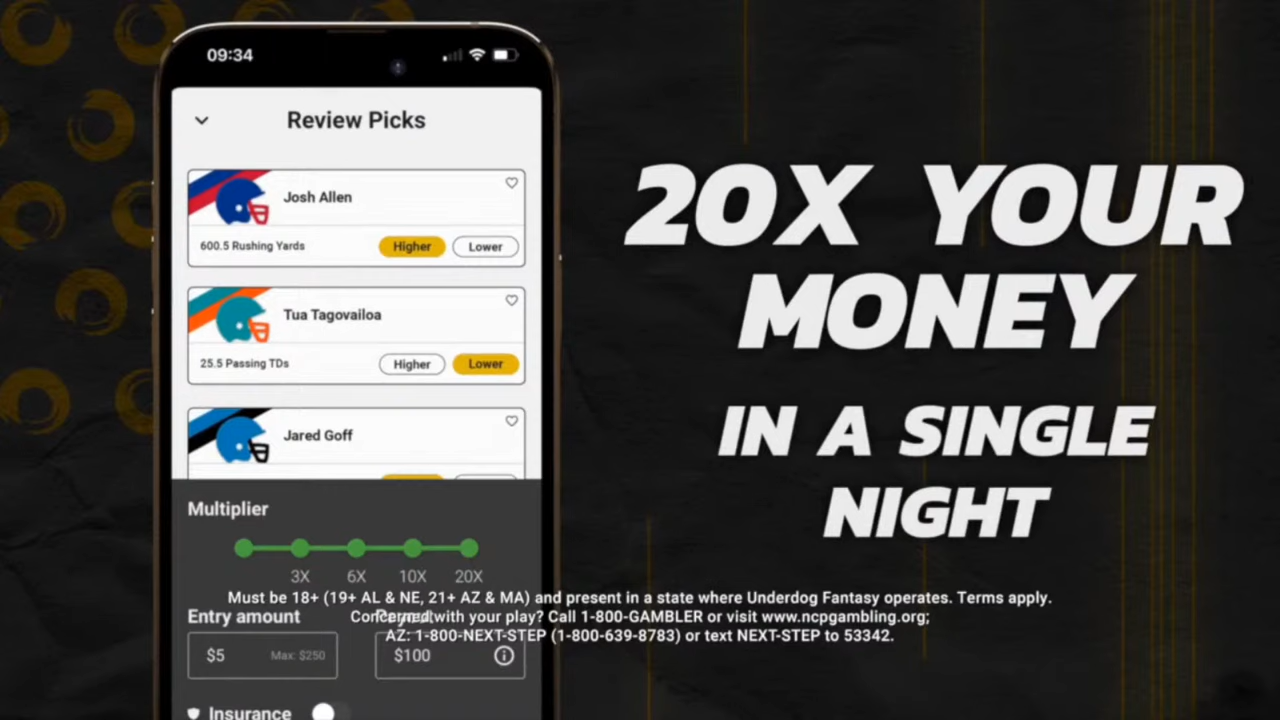 09:34
Review Picks
Josh Allen
600.5 Rushing Yards Higher Lower
Tua Tagovailoa
25.5 Passing TDs Higher Lower
Jared Goff
Multiplier
3X 6X 10X 20X
Entry amount
$5 Max: $250 $100
Insurance
20X YOUR
MONEY
IN A SINGLE
NIGHT
Must be 18+ (19+ AL & NE, 21+ AZ & MA) and present in a state where Underdog Fantasy operates. Terms apply.
Concerned with your play? Call 1-800-GAMBLER or visit www.ncpgambling.org;
AZ: 1-800-NEXT-STEP (1-800-639-8783) or text NEXT-STEP to 53342.